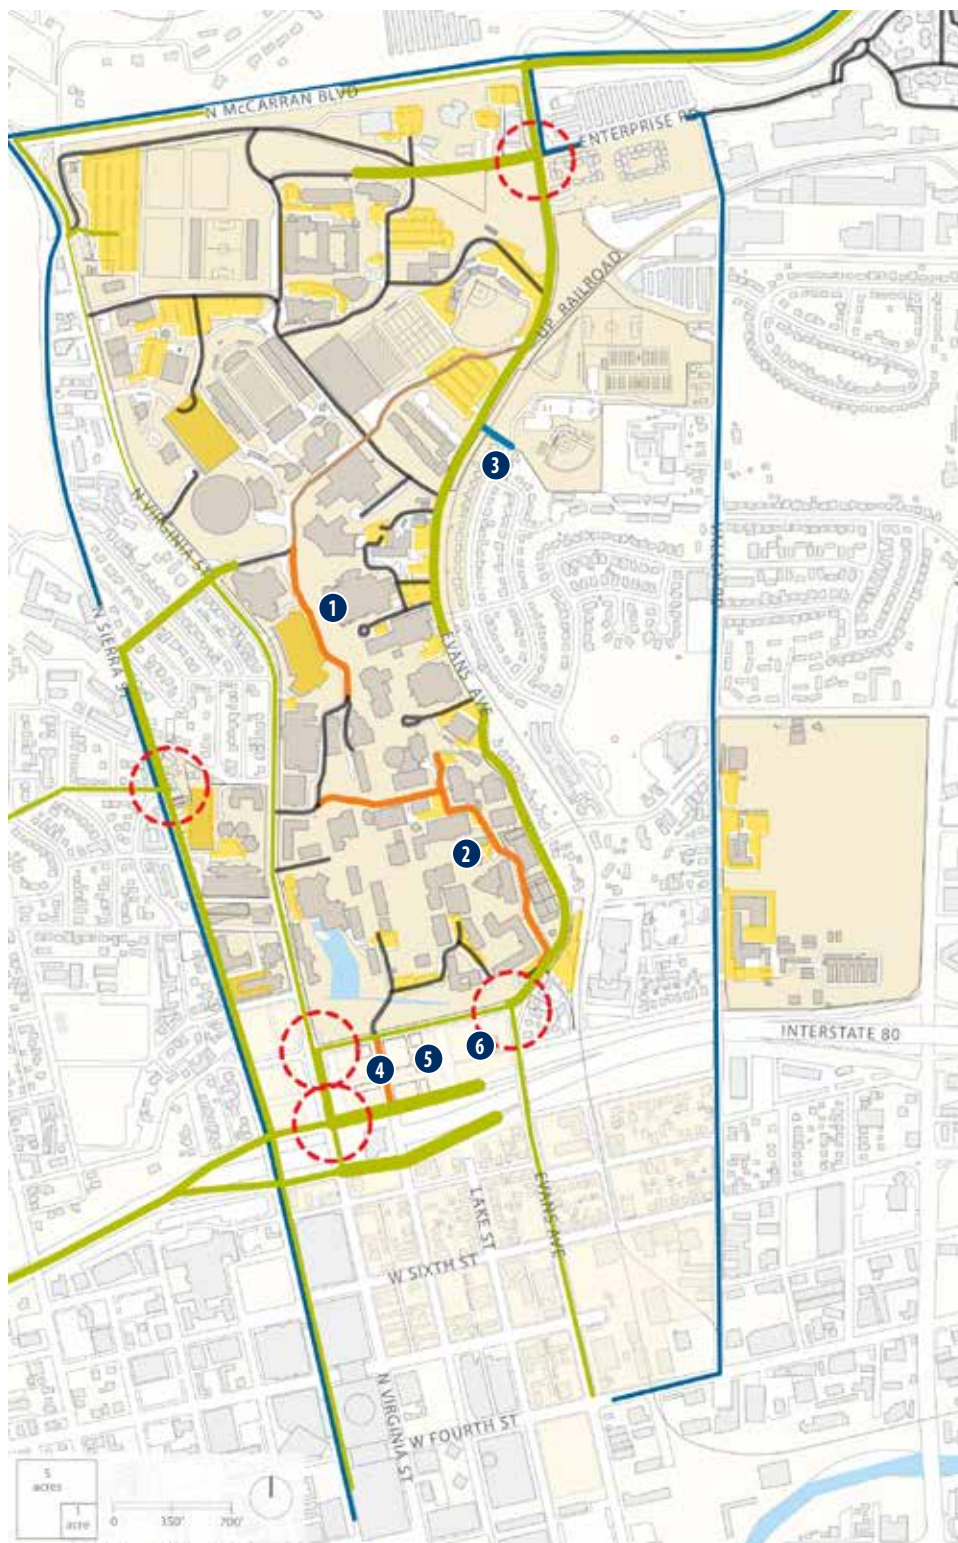 N McCARRAN BLVD
ENTERPRISE RD
UP RAILROAD
3
N VIRGINIA ST
1
N SIERRA ST
EVANS AVE
2
INTERSTATE 80
4
5
6
LAKE ST
EVANS AVE
W SIXTH ST
N VIRGINIA ST
W FOURTH ST
5
acres
1
acre
0
350'
700'